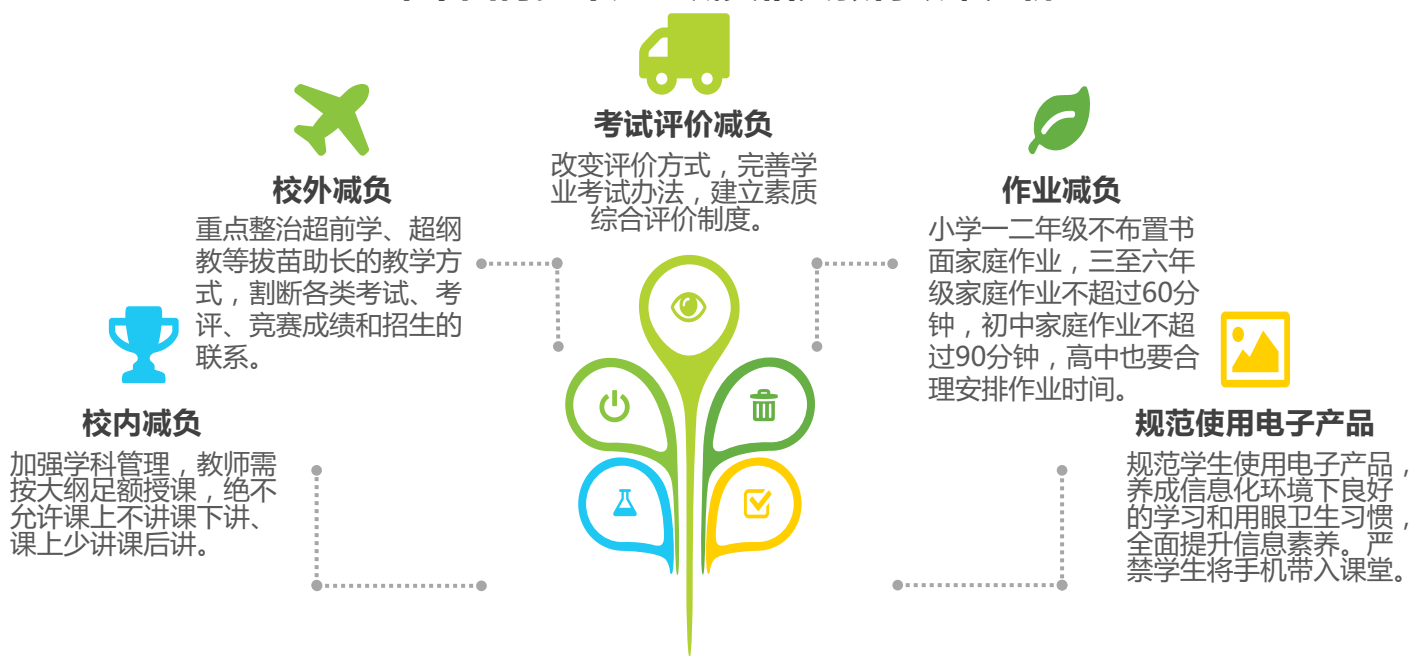 考试评价减负
改变评价方式，完善学
业考试办法，建立素质
综合评价制度。
校外减负
重点整治超前学、超纲
教等拔苗助长的教学方
式，割断各类考试、考
评、竞赛成绩和招生的
联系。
作业减负
小学一二年级不布置书
面家庭作业，三至六年
级家庭作业不超过60分
钟，初中家庭作业不超
过90分钟，高中也要合
理安排作业时间。
校内减负
加强学科管理，教师需
按大纲足额授课，绝不
允许课上不讲课下讲、
课上少讲课后讲。
规范使用电子产品
规范学生使用电子产品，
养成信息化环境下良好
的学习和用眼卫生习惯，
全面提升信息素养。严
禁学生将手机带入课堂。